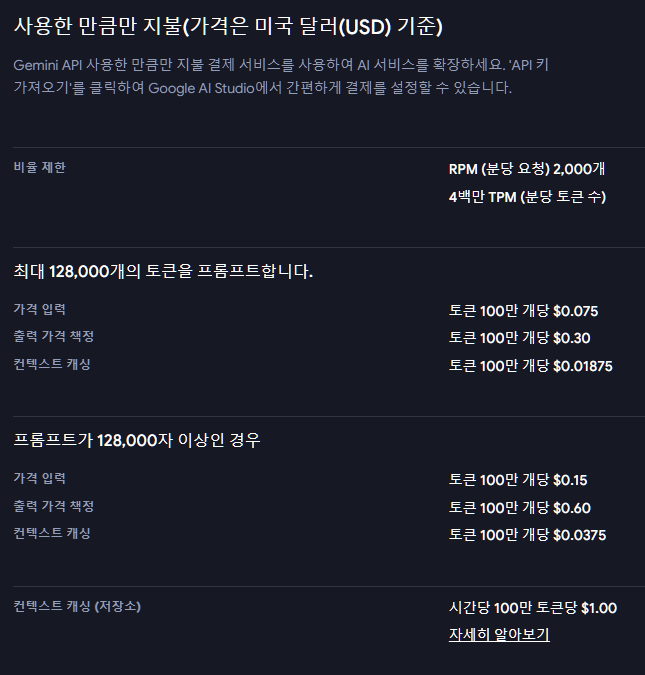 사용한 만큼만 지불(가격은 미국 달러(USD) 기준)
Gemini API 사용한 만큼만 지불 결제 서비스를 사용하여 AI 서비스를 확장하세요. 'API 키
가져오기'를 클릭하여 Google AI Studio에서 간편하게 결제를 설정할 수 있습니다.
비율 제한
RPM (분당 요청) 2,000개
4백만 TPM (분당 토큰 수)
최대 128,000개의 토큰을 프롬프트합니다.
가격 입력
토큰 100만 개당 $0.075
출력 가격 책정
토큰 100만 개당 $0.30
컨텍스트 캐싱
토큰 100만 개당 $0.01875
프롬프트가 128,000자 이상인 경우
가격 입력
토큰 100만 개당 $0.15
출력 가격 책정
토큰 100만 개당 $0.60
컨텍스트 캐싱
토큰 100만 개당 $0.0375
컨텍스트 캐싱 (저장소)
시간당 100만 토큰당 $1.00
자세히 알아보기